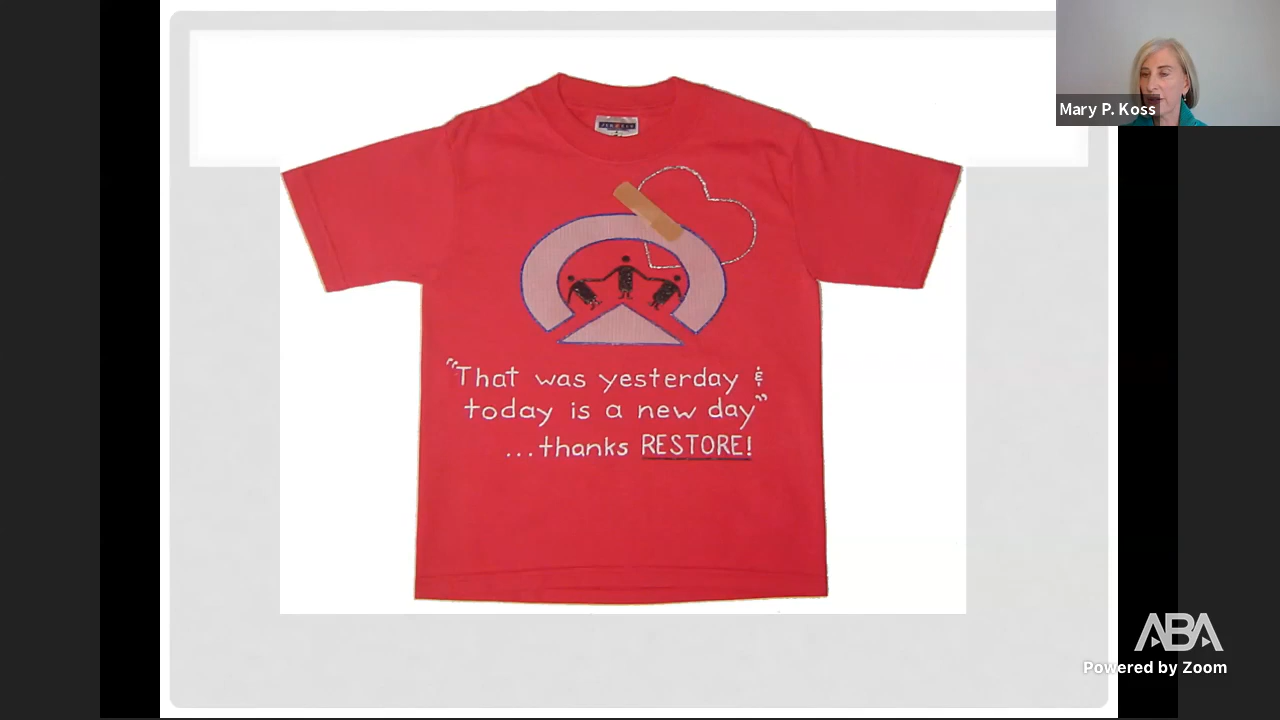 Mary P. Koss
"That was yesterday &
today is a new day"
...thanks RESTORE!
ABA
Powered by Zoom